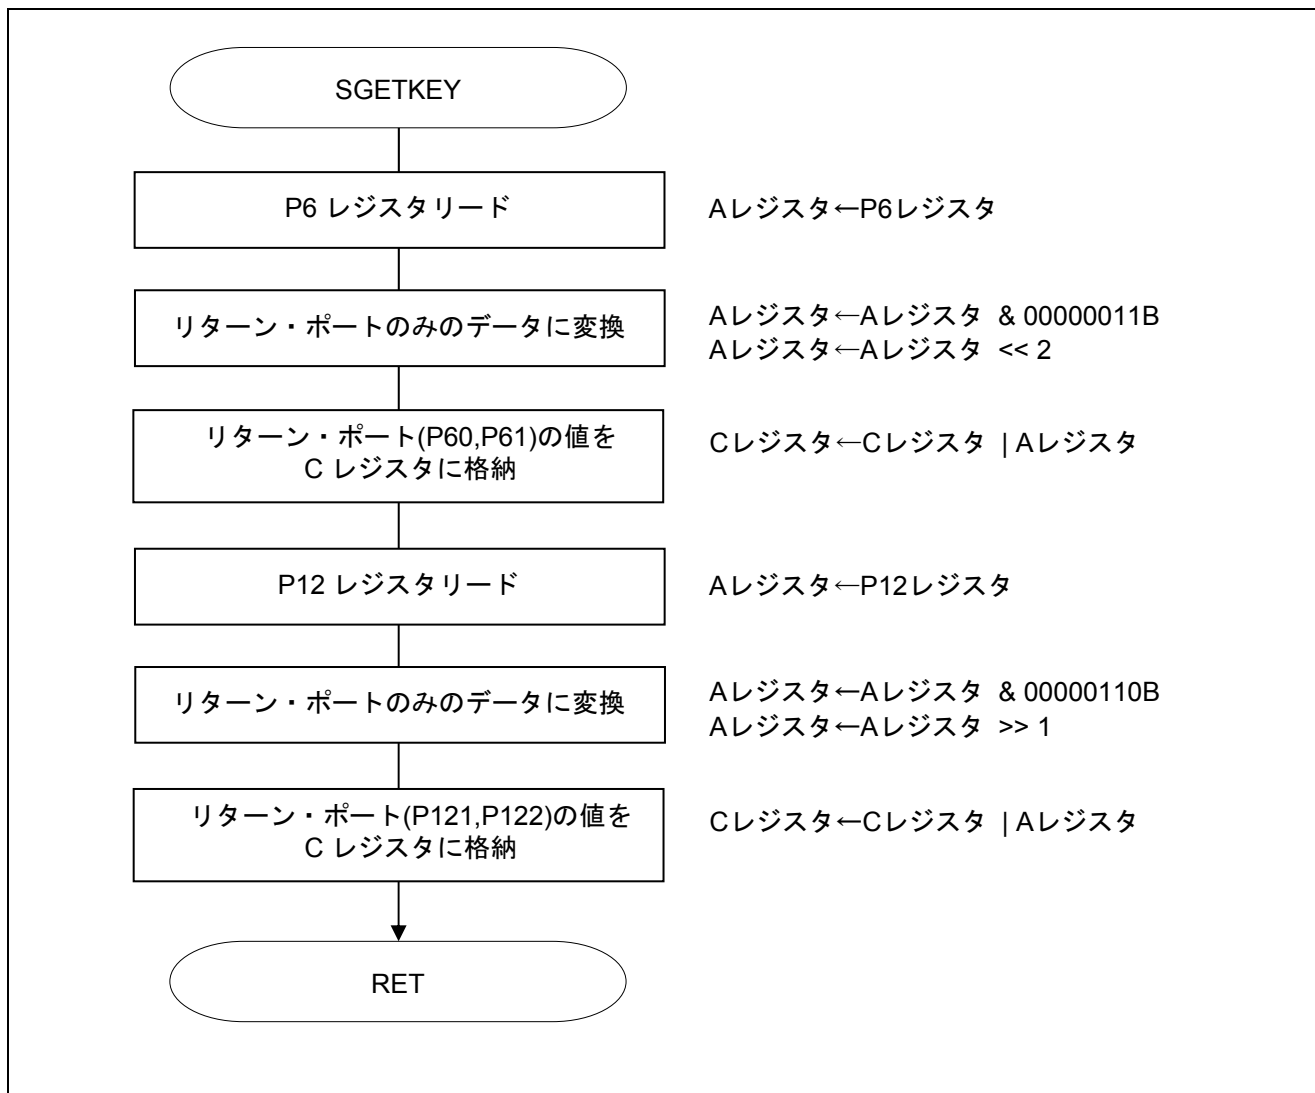 SGETKEY
P6 レジスタリード
Aレジスタ←P6レジスタ
リターン・ポートのみのデータに変換
Aレジスタ←Aレジスタ & 00000011B
Aレジスタ←Aレジスタ << 2
リターン・ポート(P60,P61)の値を
C レジスタに格納
Cレジスタ←Cレジスタ | Aレジスタ
P12 レジスタリード
Aレジスタ←P12レジスタ
リターン・ポートのみのデータに変換
Aレジスタ←Aレジスタ & 00000110B
Aレジスタ←Aレジスタ >> 1
リターン・ポート(P121,P122)の値を
C レジスタに格納
Cレジスタ←Cレジスタ | Aレジスタ
RET